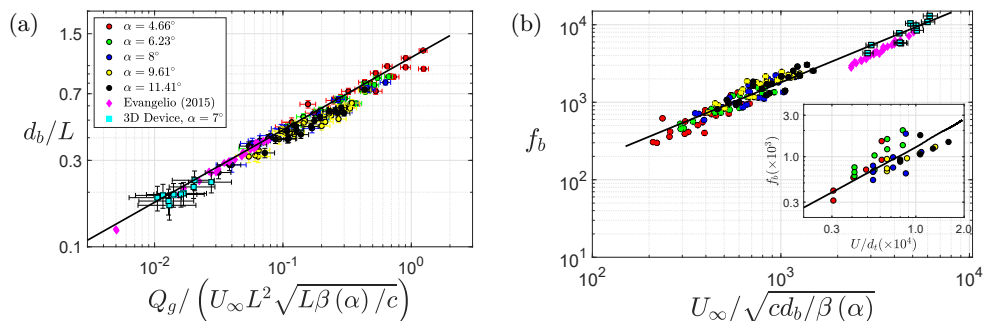 (a)
1.5
0.7
0.3
0.1
d_b/L
α = 4.66°
α = 6.23°
α = 8°
α = 9.61°
α = 11.41°
Evangelio (2015)
3D Device, α = 7°
10^{-2}
10^{-1}
10^{0}
Q_g/(U_∞L^2√(Lβ(α)/c))
(b)
10^4
10^3
10^2
10^1
f_b
10^2
10^3
10^4
U_∞/√(cd_b/β(α))
3.0
1.0
0.3
f_b(×10^3)
0.3
1.0
2.0
U/d_t(×10^4)